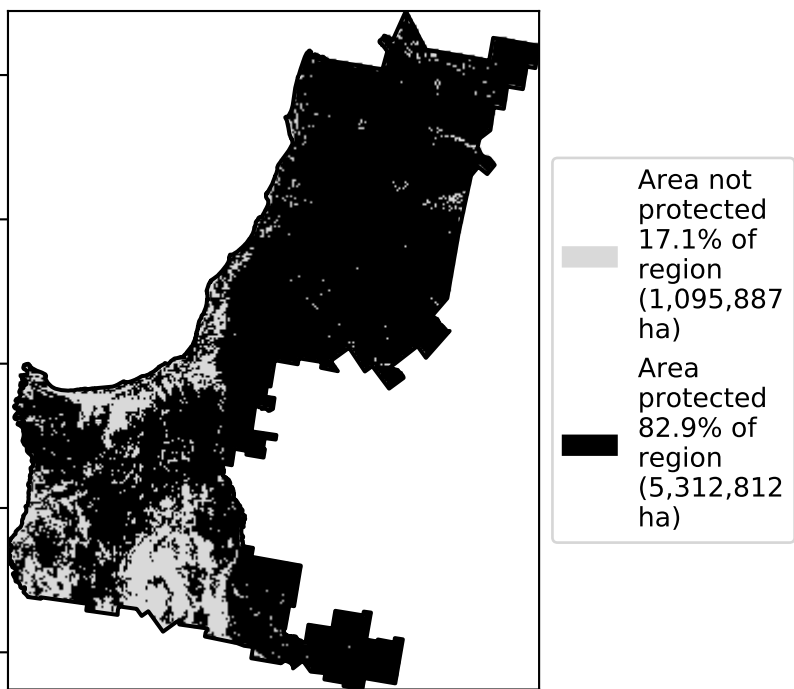 Area not
protected
17.1% of
region
(1,095,887
ha)
Area
protected
82.9% of
region
(5,312,812
ha)